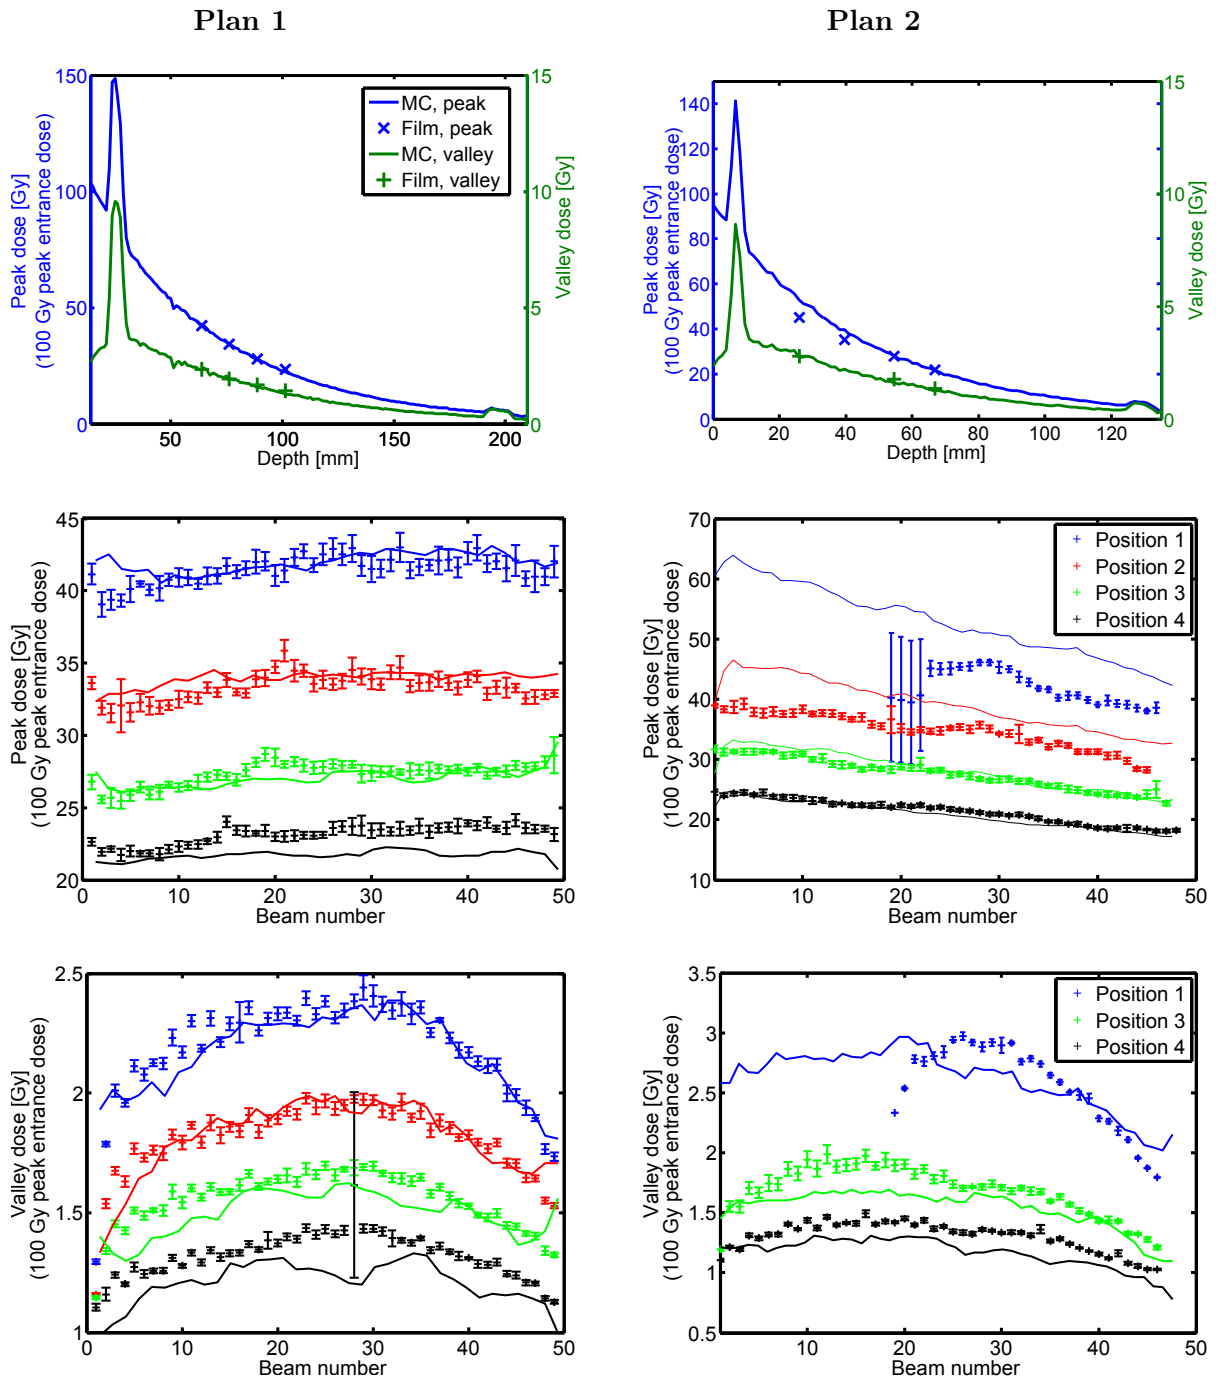 Plan 1
Plan 2
150
100
50
0
Peak dose [Gy]
(100 Gy peak entrance dose)
15
10
5
0
Valley dose [Gy]
MC, peak
Film, peak
MC, valley
Film, valley
50
100
150
200
Depth [mm]
140
120
100
80
60
40
20
0
Peak dose [Gy]
(100 Gy peak entrance dose)
15
10
5
0
Valley dose [Gy]
0
20
40
60
80
100
120
Depth [mm]
45
40
35
30
25
20
Peak dose [Gy]
(100 Gy peak entrance dose)
0
10
20
30
40
50
Beam number
70
60
50
40
30
20
10
Peak dose [Gy]
(100 Gy peak entrance dose)
Position 1
Position 2
Position 3
Position 4
10
20
30
40
50
Beam number
2.5
2
1.5
1
Valley dose [Gy]
(100 Gy peak entrance dose)
0
10
20
30
40
50
Beam number
3.5
3
2.5
2
1.5
1
0.5
Valley dose [Gy]
(100 Gy peak entrance dose)
Position 1
Position 3
Position 4
10
20
30
40
50
Beam number